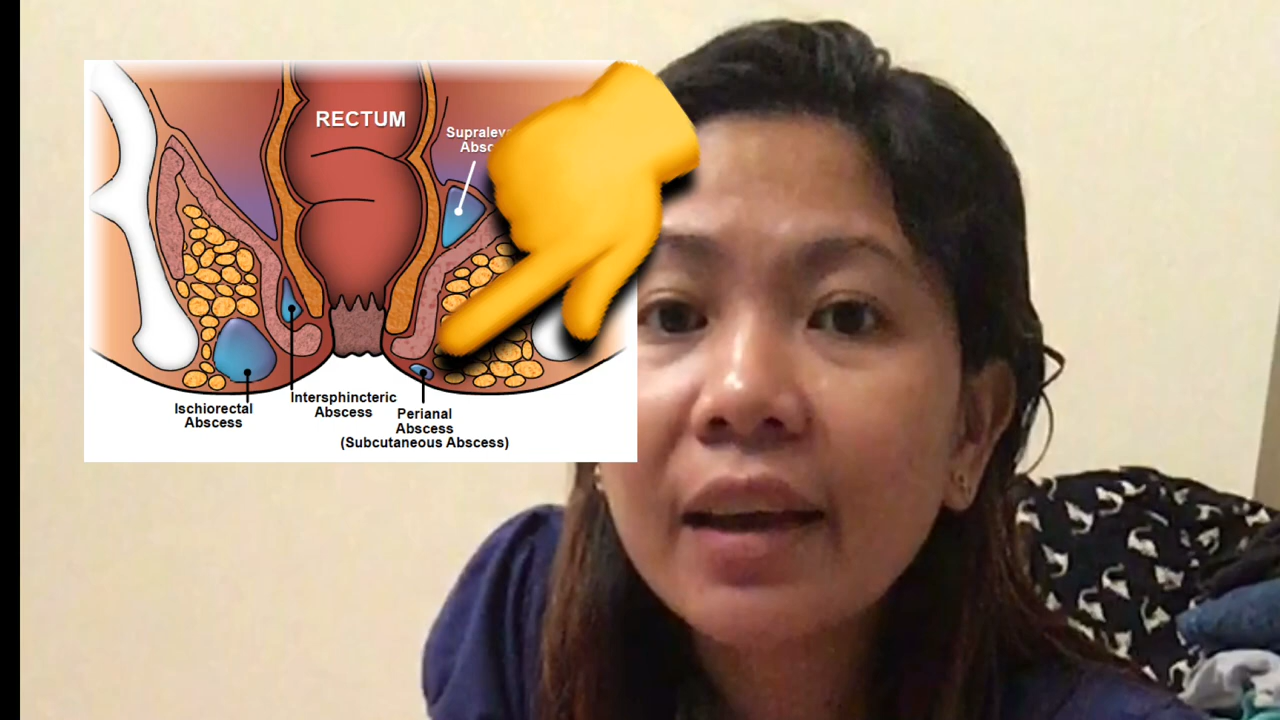 RECTUM
Ischiorectal
Abscess
Intersphincteric
Abscess
Perianal
Abscess
(Subcutaneous Abscess)